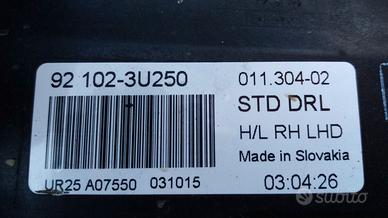 92 102-3U250
011.304-02
STD DRL
H/L RH LHD
Made in Slovakia
UR25 A07550 031015
03:04:26
subito